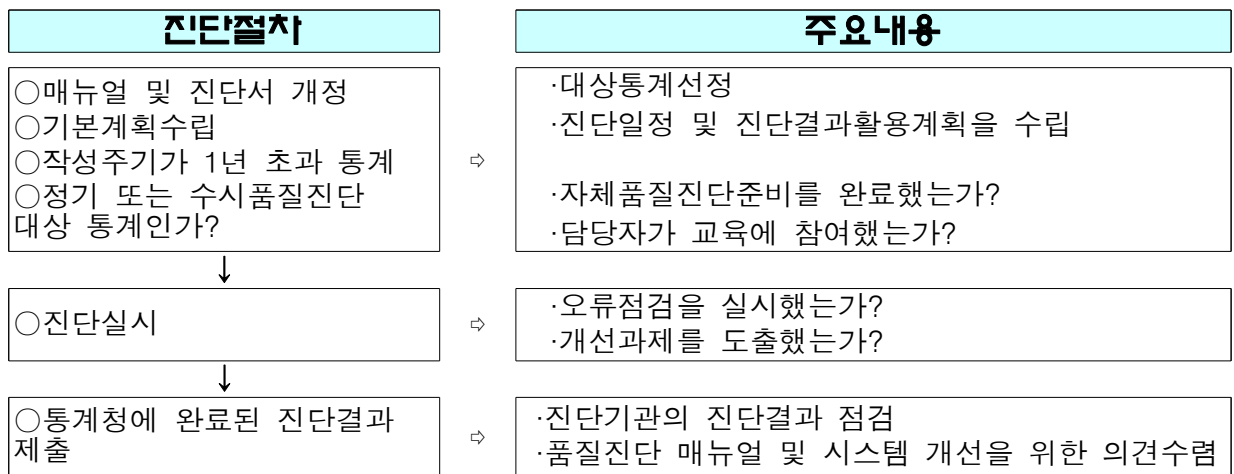 진단절차
주요내용
○매뉴얼 및 진단서 개정
○기본계획수립
○작성주기가 1년 초과 통계
○정기 또는 수시품질진단
대상 통계인가?
⇨
·대상통계선정
·진단일정 및 진단결과활용계획을 수립
·자체품질진단준비를 완료했는가?
·담당자가 교육에 참여했는가?
↓
○진단실시
⇨
·오류점검을 실시했는가?
·개선과제를 도출했는가?
↓
○통계청에 완료된 진단결과
제출
⇨
·진단기관의 진단결과 점검
·품질진단 매뉴얼 및 시스템 개선을 위한 의견수렴